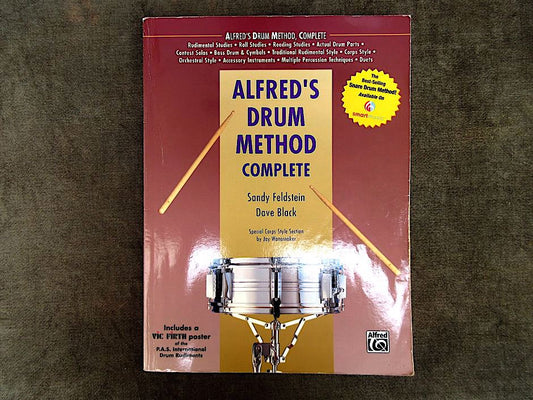 ALFRED'S DRUM METHOD, COMPLETE
Rudimental Studies • Roll Studies • Reading Studies • Actual Drum Parts •
Contest Solos • Bass Drum & Cymbals • Traditional Rudimental Style • Corps Style •
Orchestral Style • Accessory Instruments • Multiple Percussion Techniques • Duets
The
Best-Selling
Snare Drum Method!
Available On
smartmusic
ALFRED'S
DRUM
METHOD
COMPLETE
Sandy Feldstein
Dave Black
Special Corps Style Section
by Jay Wanamaker
Includes a
VIC FIRTH poster
of the
P.A.S. International
Drum Rudiments
Alfred